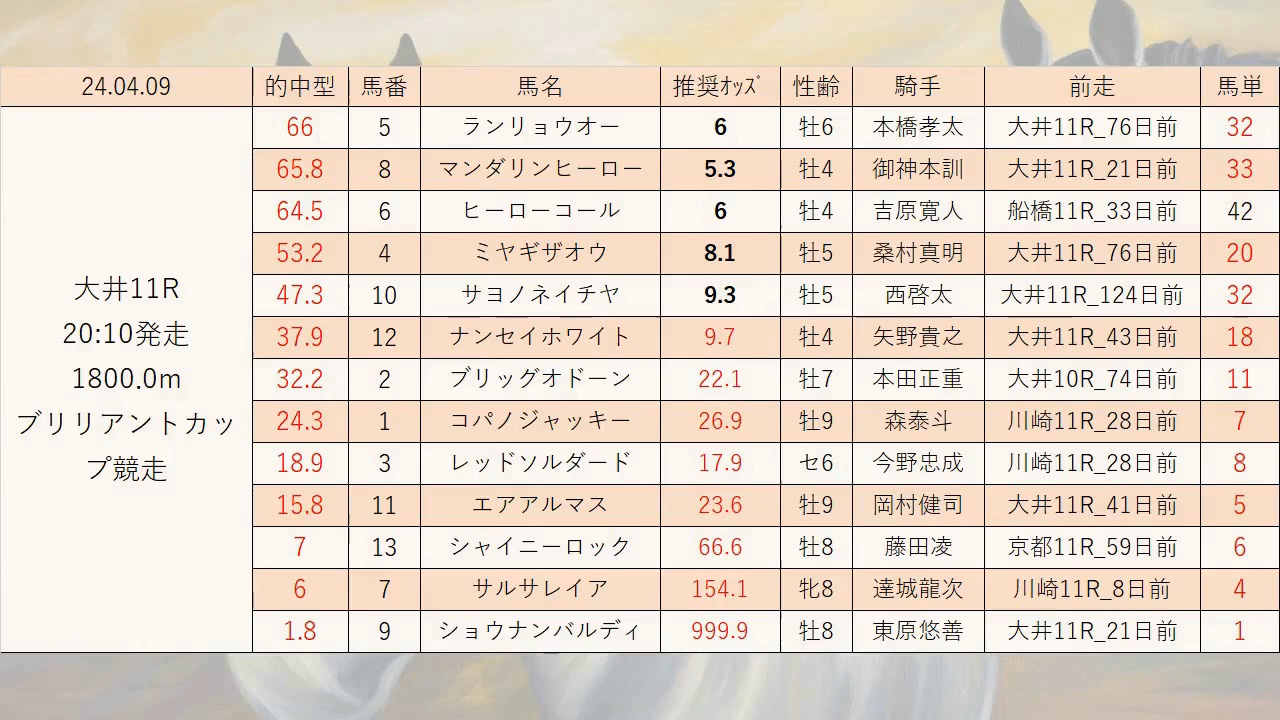 24.04.09 的中型 馬番 馬名 推奨ｵｯｽﾞ 性齢 騎手 前走 馬単
66 5 ランリョウオー 6 牡6 本橋孝太 大井11R_76日前 32
65.8 8 マンダリンヒーロー 5.3 牡4 御神本訓 大井11R_21日前 33
64.5 6 ヒーローコール 6 牡4 吉原寛人 船橋11R_33日前 42
53.2 4 ミヤギザオウ 8.1 牡5 桑村真明 大井11R_76日前 20
大井11R
20:10発走
1800.0m
ブリリアントカッ
プ競走
47.3 10 サヨノネイチヤ 9.3 牡5 西啓太 大井11R_124日前 32
37.9 12 ナンセイホワイト 9.7 牡4 矢野貴之 大井11R_43日前 18
32.2 2 ブリッグオドーン 22.1 牡7 本田正重 大井10R_74日前 11
24.3 1 コパノジャッキー 26.9 牡9 森泰斗 川崎11R_28日前 7
18.9 3 レッドソルダード 17.9 セ6 今野忠成 川崎11R_28日前 8
15.8 11 エアアルマス 23.6 牡9 岡村健司 大井11R_41日前 5
7 13 シャイニーロック 66.6 牡8 藤田凌 京都11R_59日前 6
6 7 サルサレイア 154.1 牝8 達城龍次 川崎11R_8日前 4
1.8 9 ショウナンバルディ 999.9 牡8 東原悠善 大井11R_21日前 1